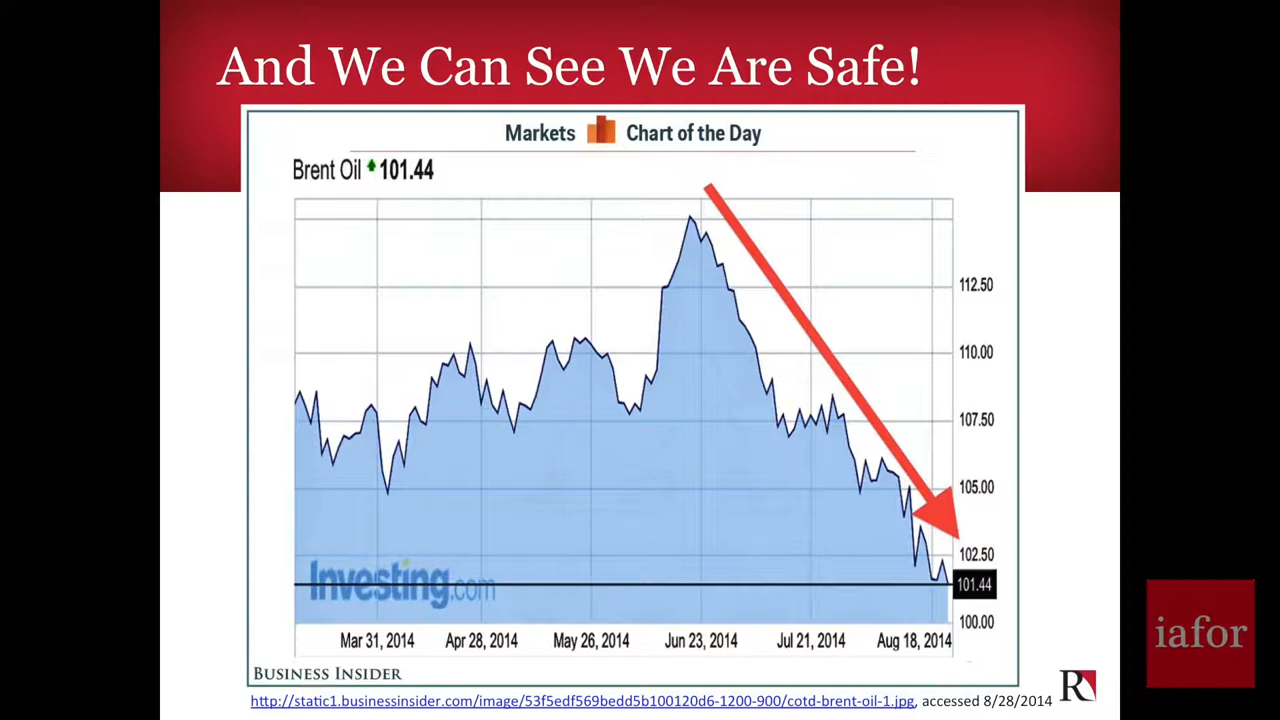 And We Can See We Are Safe!
Markets Chart of the Day
Brent Oil 101.44
112.50
110.00
107.50
105.00
102.50
101.44
100.00
Investing.com
Mar 31, 2014 Apr 28, 2014 May 26, 2014 Jun 23, 2014 Jul 21, 2014 Aug 18, 2014
BUSINESS INSIDER
http://static1.businessinsider.com/image/53f5edf569bedd5b100120d6-1200-900/cotd-brent-oil-1.jpg, accessed 8/28/2014
R
iafor